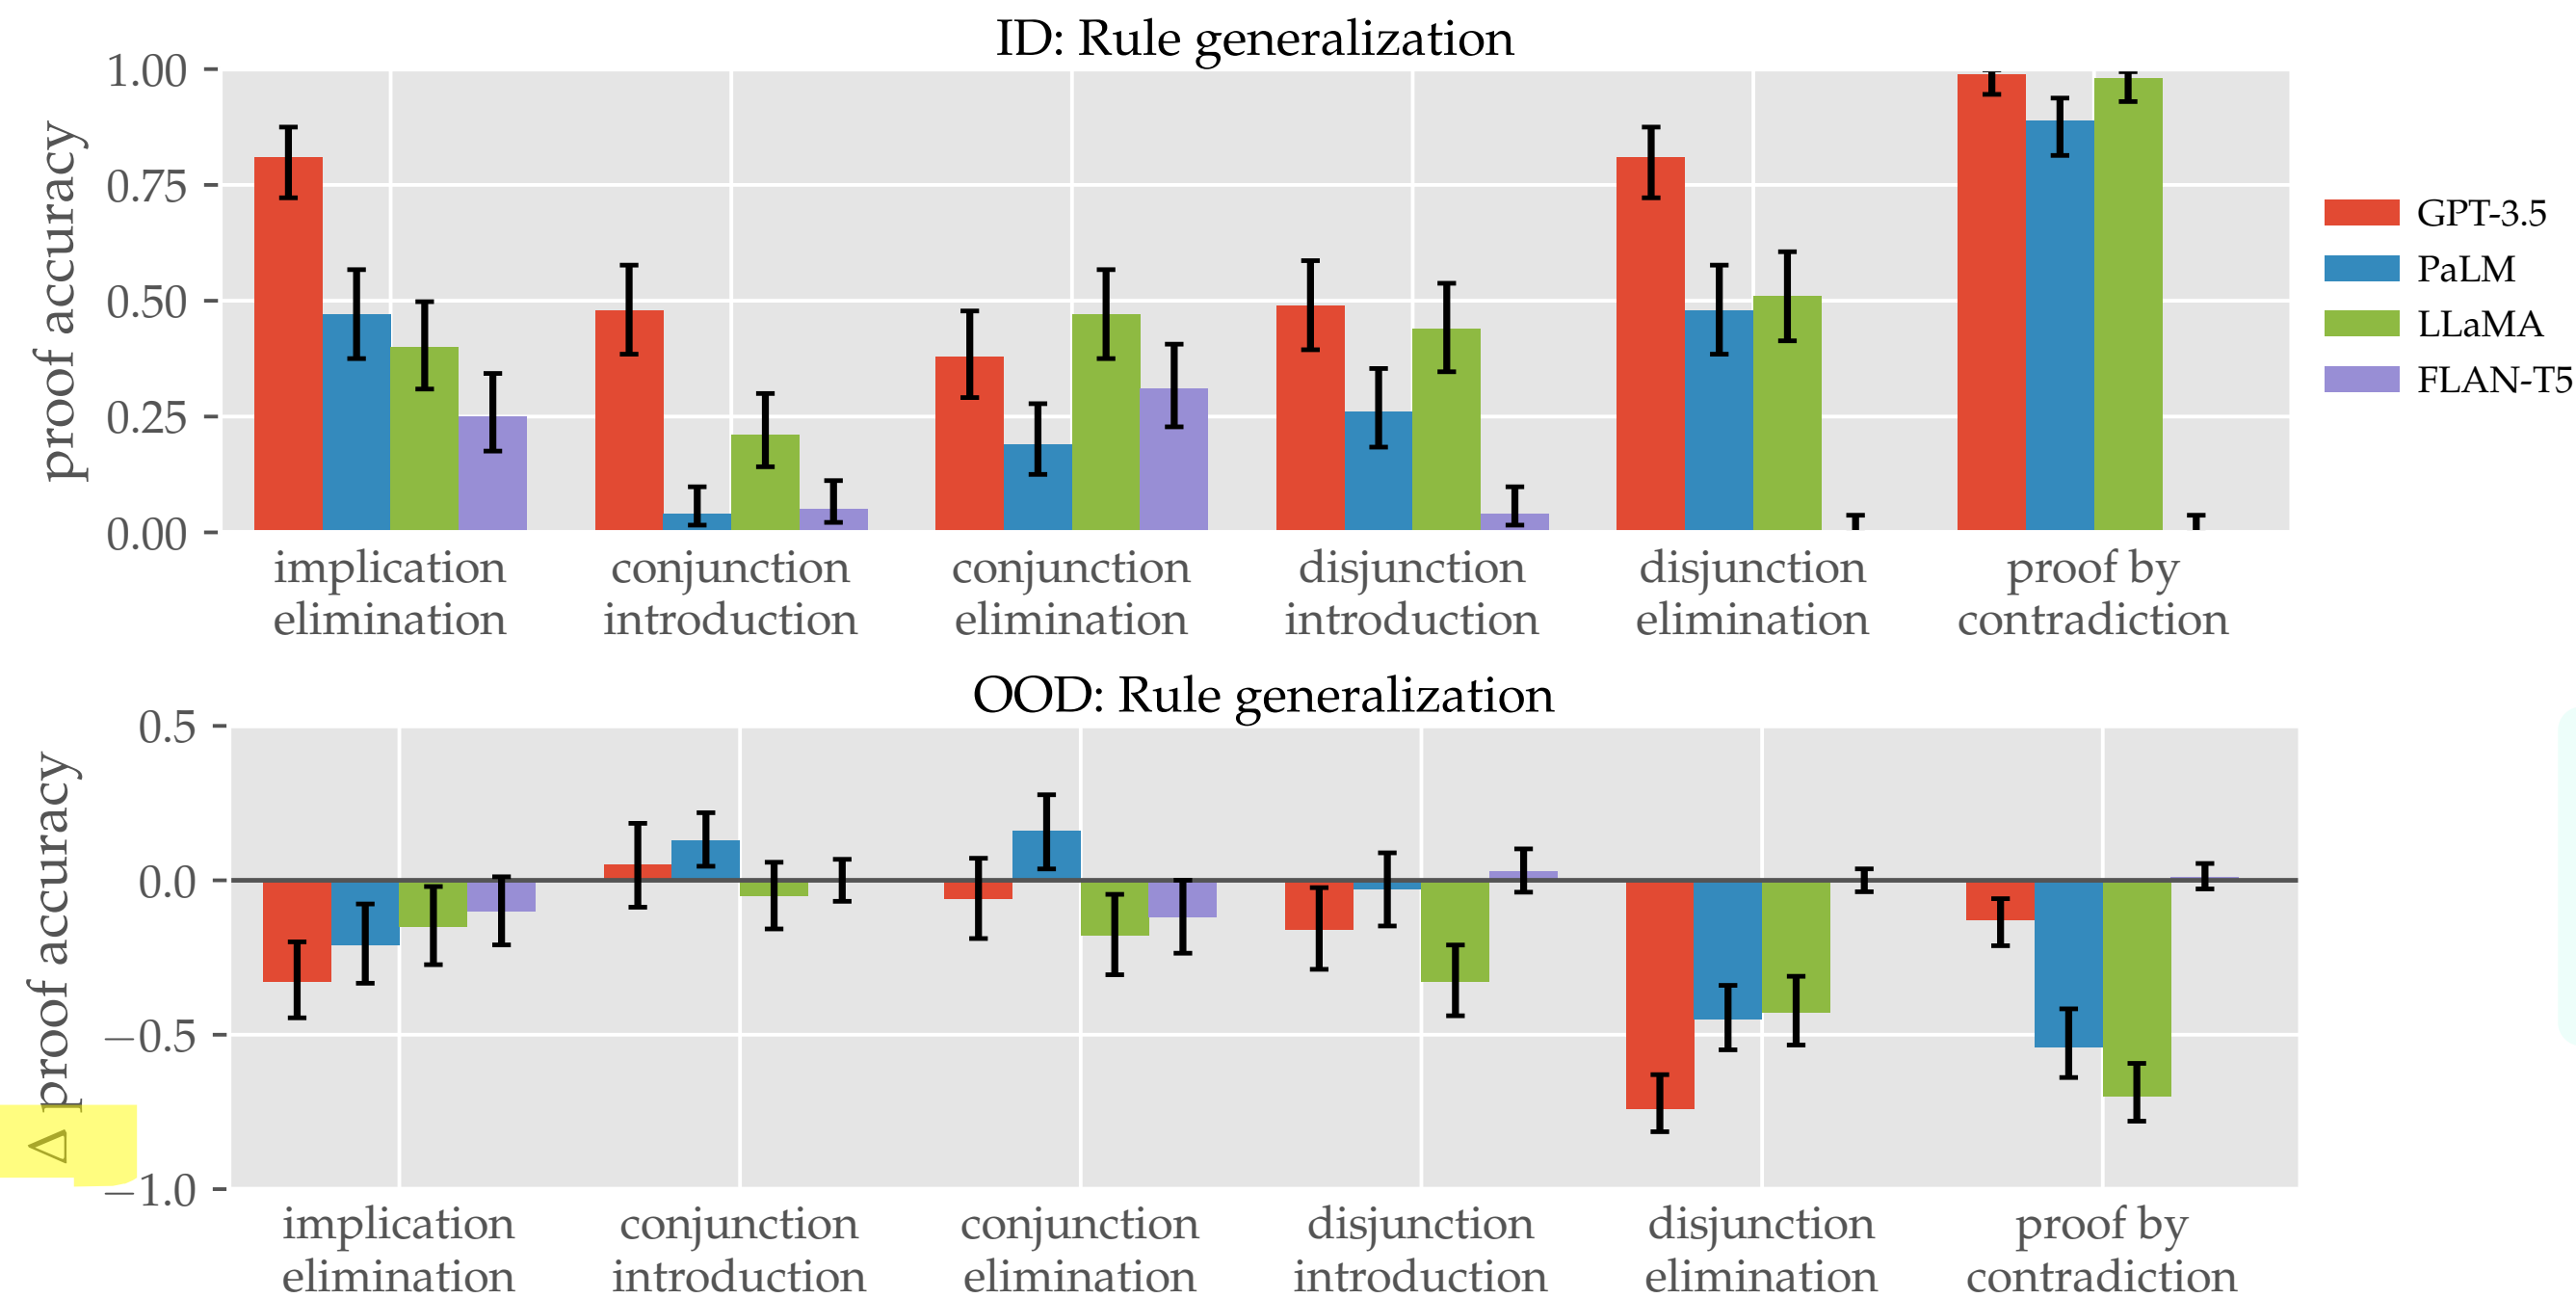 ID: Rule generalization
proof accuracy
1.00
0.75
0.50
0.25
0.00
implication
elimination
conjunction
introduction
conjunction
elimination
disjunction
introduction
disjunction
elimination
proof by
contradiction
GPT-3.5
PaLM
LLaMA
FLAN-T5
OOD: Rule generalization
Δ proof accuracy
0.5
0.0
−0.5
−1.0
implication
elimination
conjunction
introduction
conjunction
elimination
disjunction
introduction
disjunction
elimination
proof by
contradiction